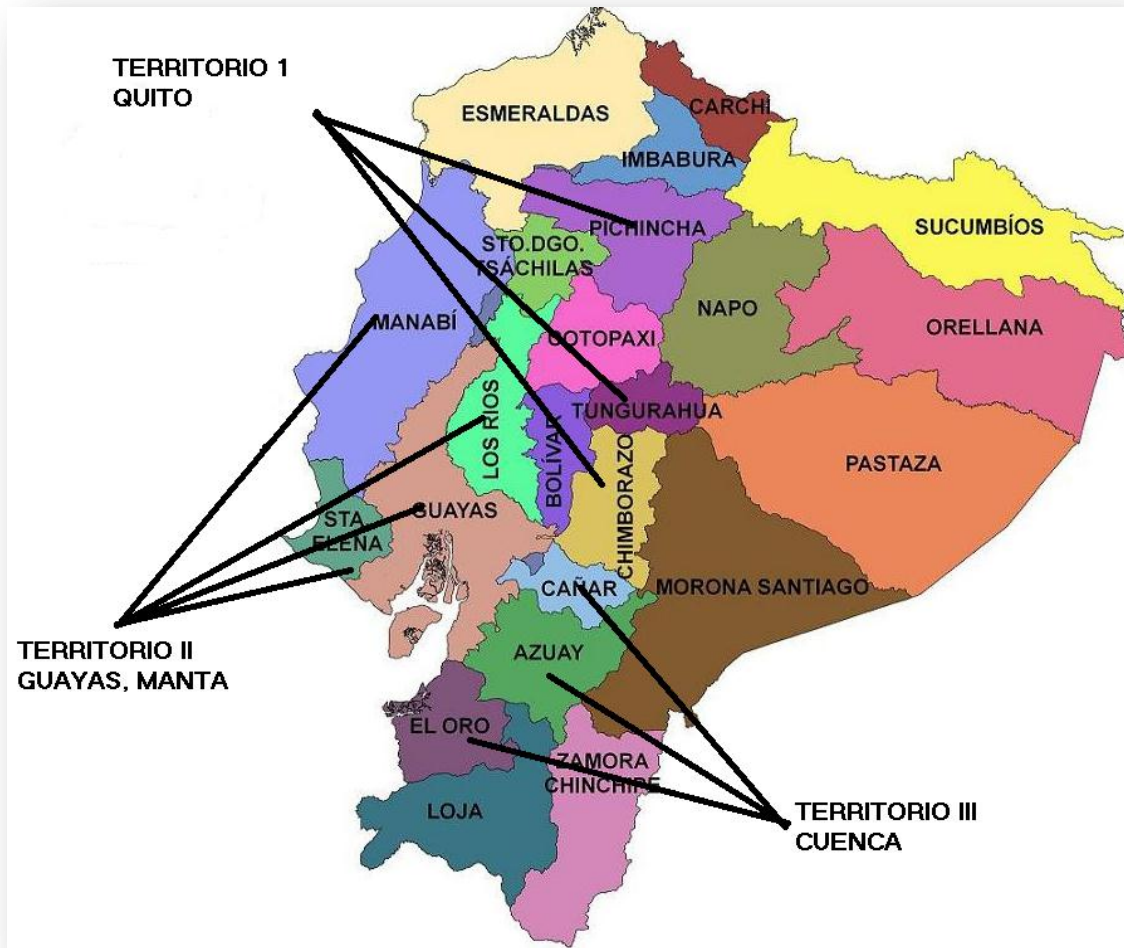 TERRITORIO 1
QUITO
ESMERALDAS
CARCHI
IMBABURA
PICHINCHA
SUCUMBÍOS
STO.DGO.
TSÁCHILAS
NAPO
MANABÍ
ORELLANA
COTOPAXI
TUNGURAHUA
LOS RIOS
BOLÍVAR
PASTAZA
CHIMBORAZO
GUAYAS
STA.
ELENA
CAÑAR
MORONA SANTIAGO
TERRITORIO II
GUAYAS, MANTA
AZUAY
EL ORO
ZAMORA
CHINCHIPE
LOJA
TERRITORIO III
CUENCA